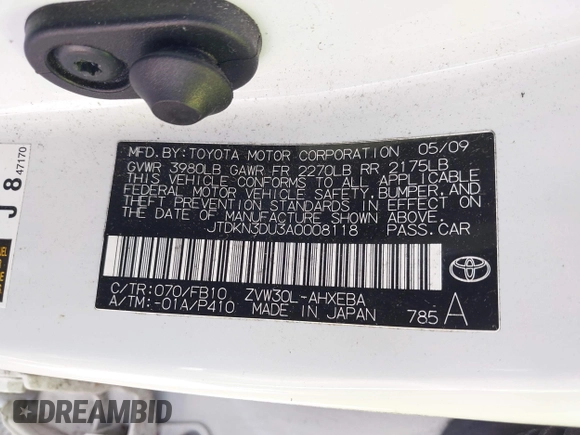 MFD.BY:TOYOTA MOTOR CORPORATION 05/09
GVWR 3980LB GAWR FR 2270LB RR 2175LB
THIS VEHICLE CONFORMS TO ALL APPLICABLE
FEDERAL MOTOR VEHICLE SAFETY, BUMPER, AND
THEFT PREVENTION STANDARDS IN EFFECT ON
THE DATE OF MANUFACTURE SHOWN ABOVE.
JTDKN3DU3A0008118 PASS.CAR
C/TR:070/FB10 ZVW30L-AHXEBA
A/TM:-01A/P410 MADE IN JAPAN 785 A
TOYOTA
J 8 47170
DREAMBID